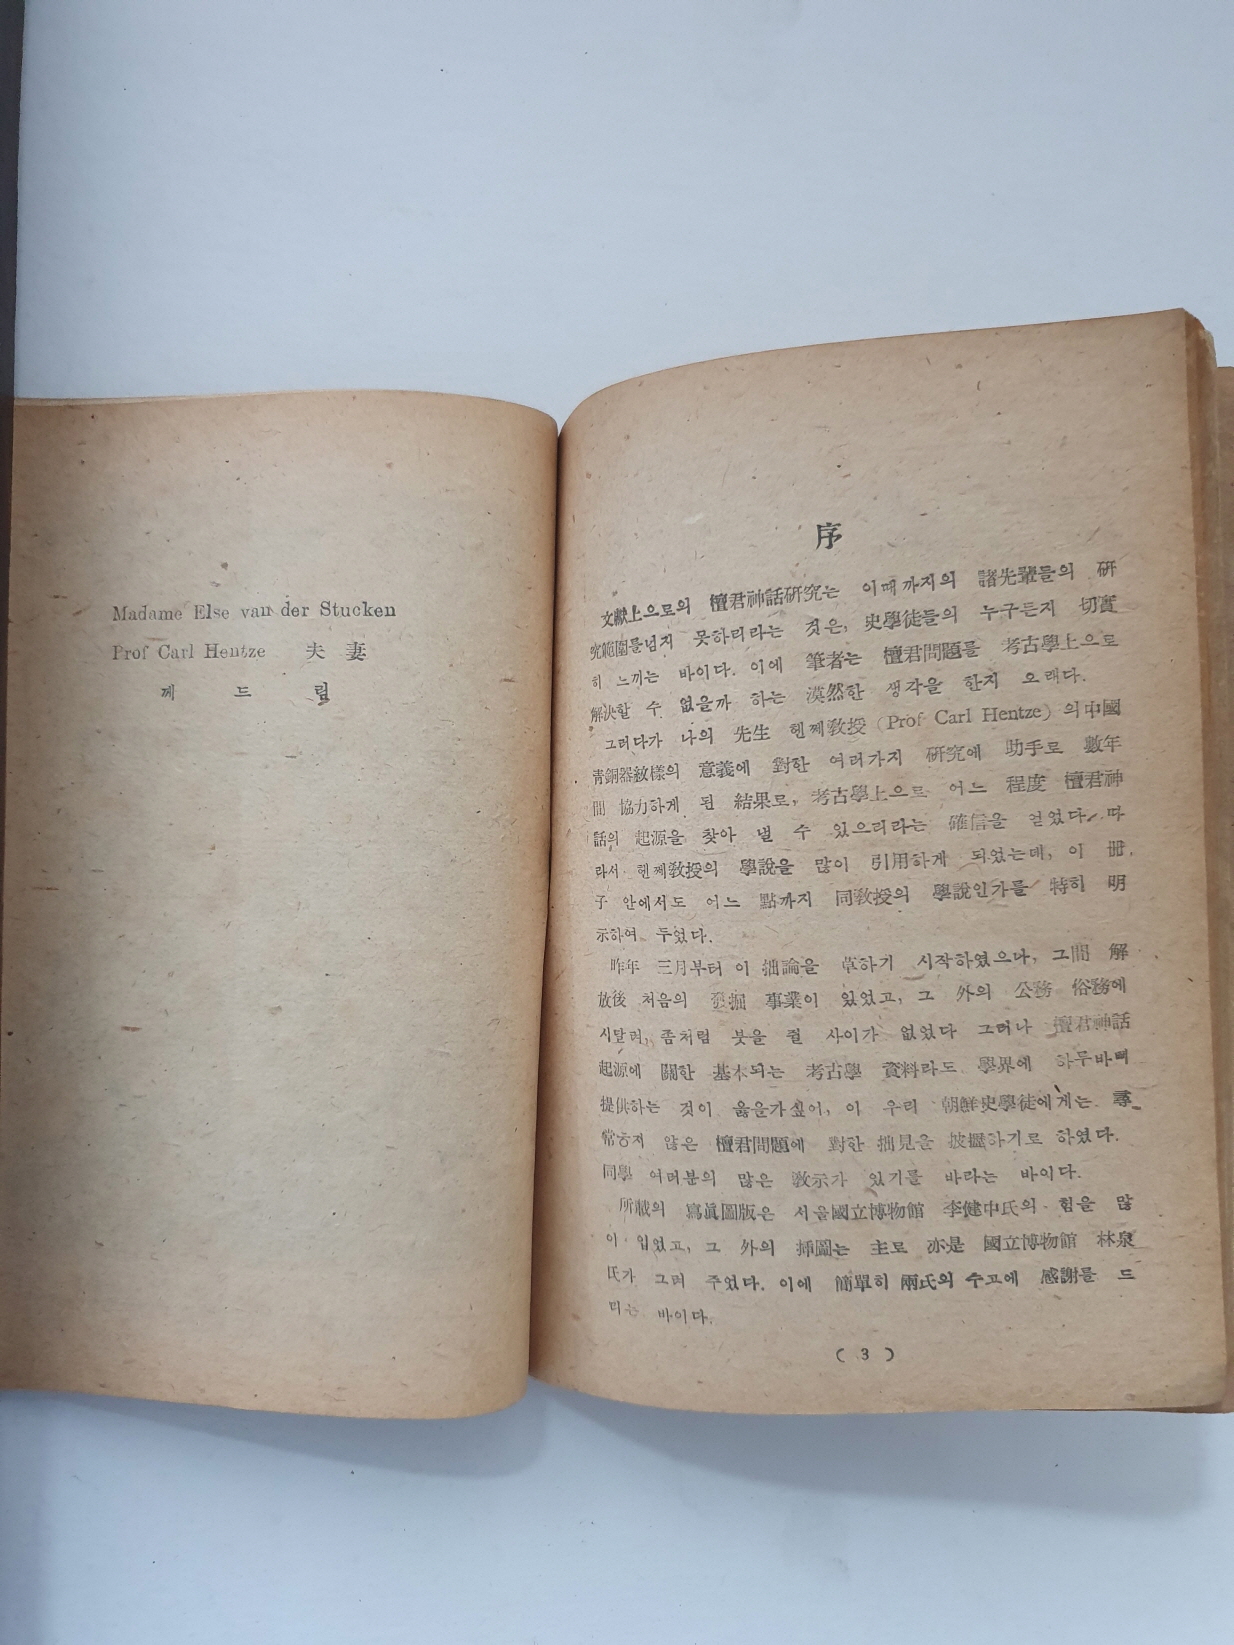 Madame Else van der Stucken
Prof Carl Hentze 夫 妻
께 드 림
序
文獻上으로의 檀君神話硏究는 이때까지의 諸先輩들의 硏
究範圍를넘지 못하리라는 것은, 史學徒들의 누구든지 切實
히 느끼는 바이다. 이에 筆者는 檀君問題를 考古學上으로
解決할 수 없을까 하는 漠然한 생각을 한지 오래다.
그러다가 나의 先生 헨쩨敎授 (Prof Carl Hentze) 의中國
靑銅器紋樣의 意義에 對한 여러가지 硏究에 助手로 數年
間 協力하게 된 結果로, 考古學上으로 어느 程度 檀君神
話의 起源을 찾아 낼 수 있으리라는 確信을 얻었다. 따
라서 헨쩨敎授의 學說을 많이 引用하게 되었는데, 이 册
子 안에서도 어느 點까지 同敎授의 學說인가를 特히 明
示하여 두었다.
昨年 三月부터 이 拙論을 草하기 시작하였으나, 그間 解
放後 처음의 發掘 事業이 있었고, 그 外의 公務 俗務에
시달려, 좀처럼 붓을 쥘 사이가 없었다 그러나 檀君神話
起源에 關한 基本되는 考古學 資料라도 學界에 하루바삐
提供하는 것이 옳을가싶어, 이 우리 朝鮮史學徒에게는 尋
常하지 않은 檀君問題에 對한 拙見을 披攊하기로 하였다.
同學 여러분의 많은 敎示가 있기를 바라는 바이다.
所載의 寫眞圖版은 서울國立博物館 李健中氏의 힘을 많
이 입었고, 그 外의 揷圖는 主로 亦是 國立博物館 林泉
氏가 그려 주었다. 이에 簡單히 兩氏의 수고에 感謝를 드
리는 바이다.
( 3 )